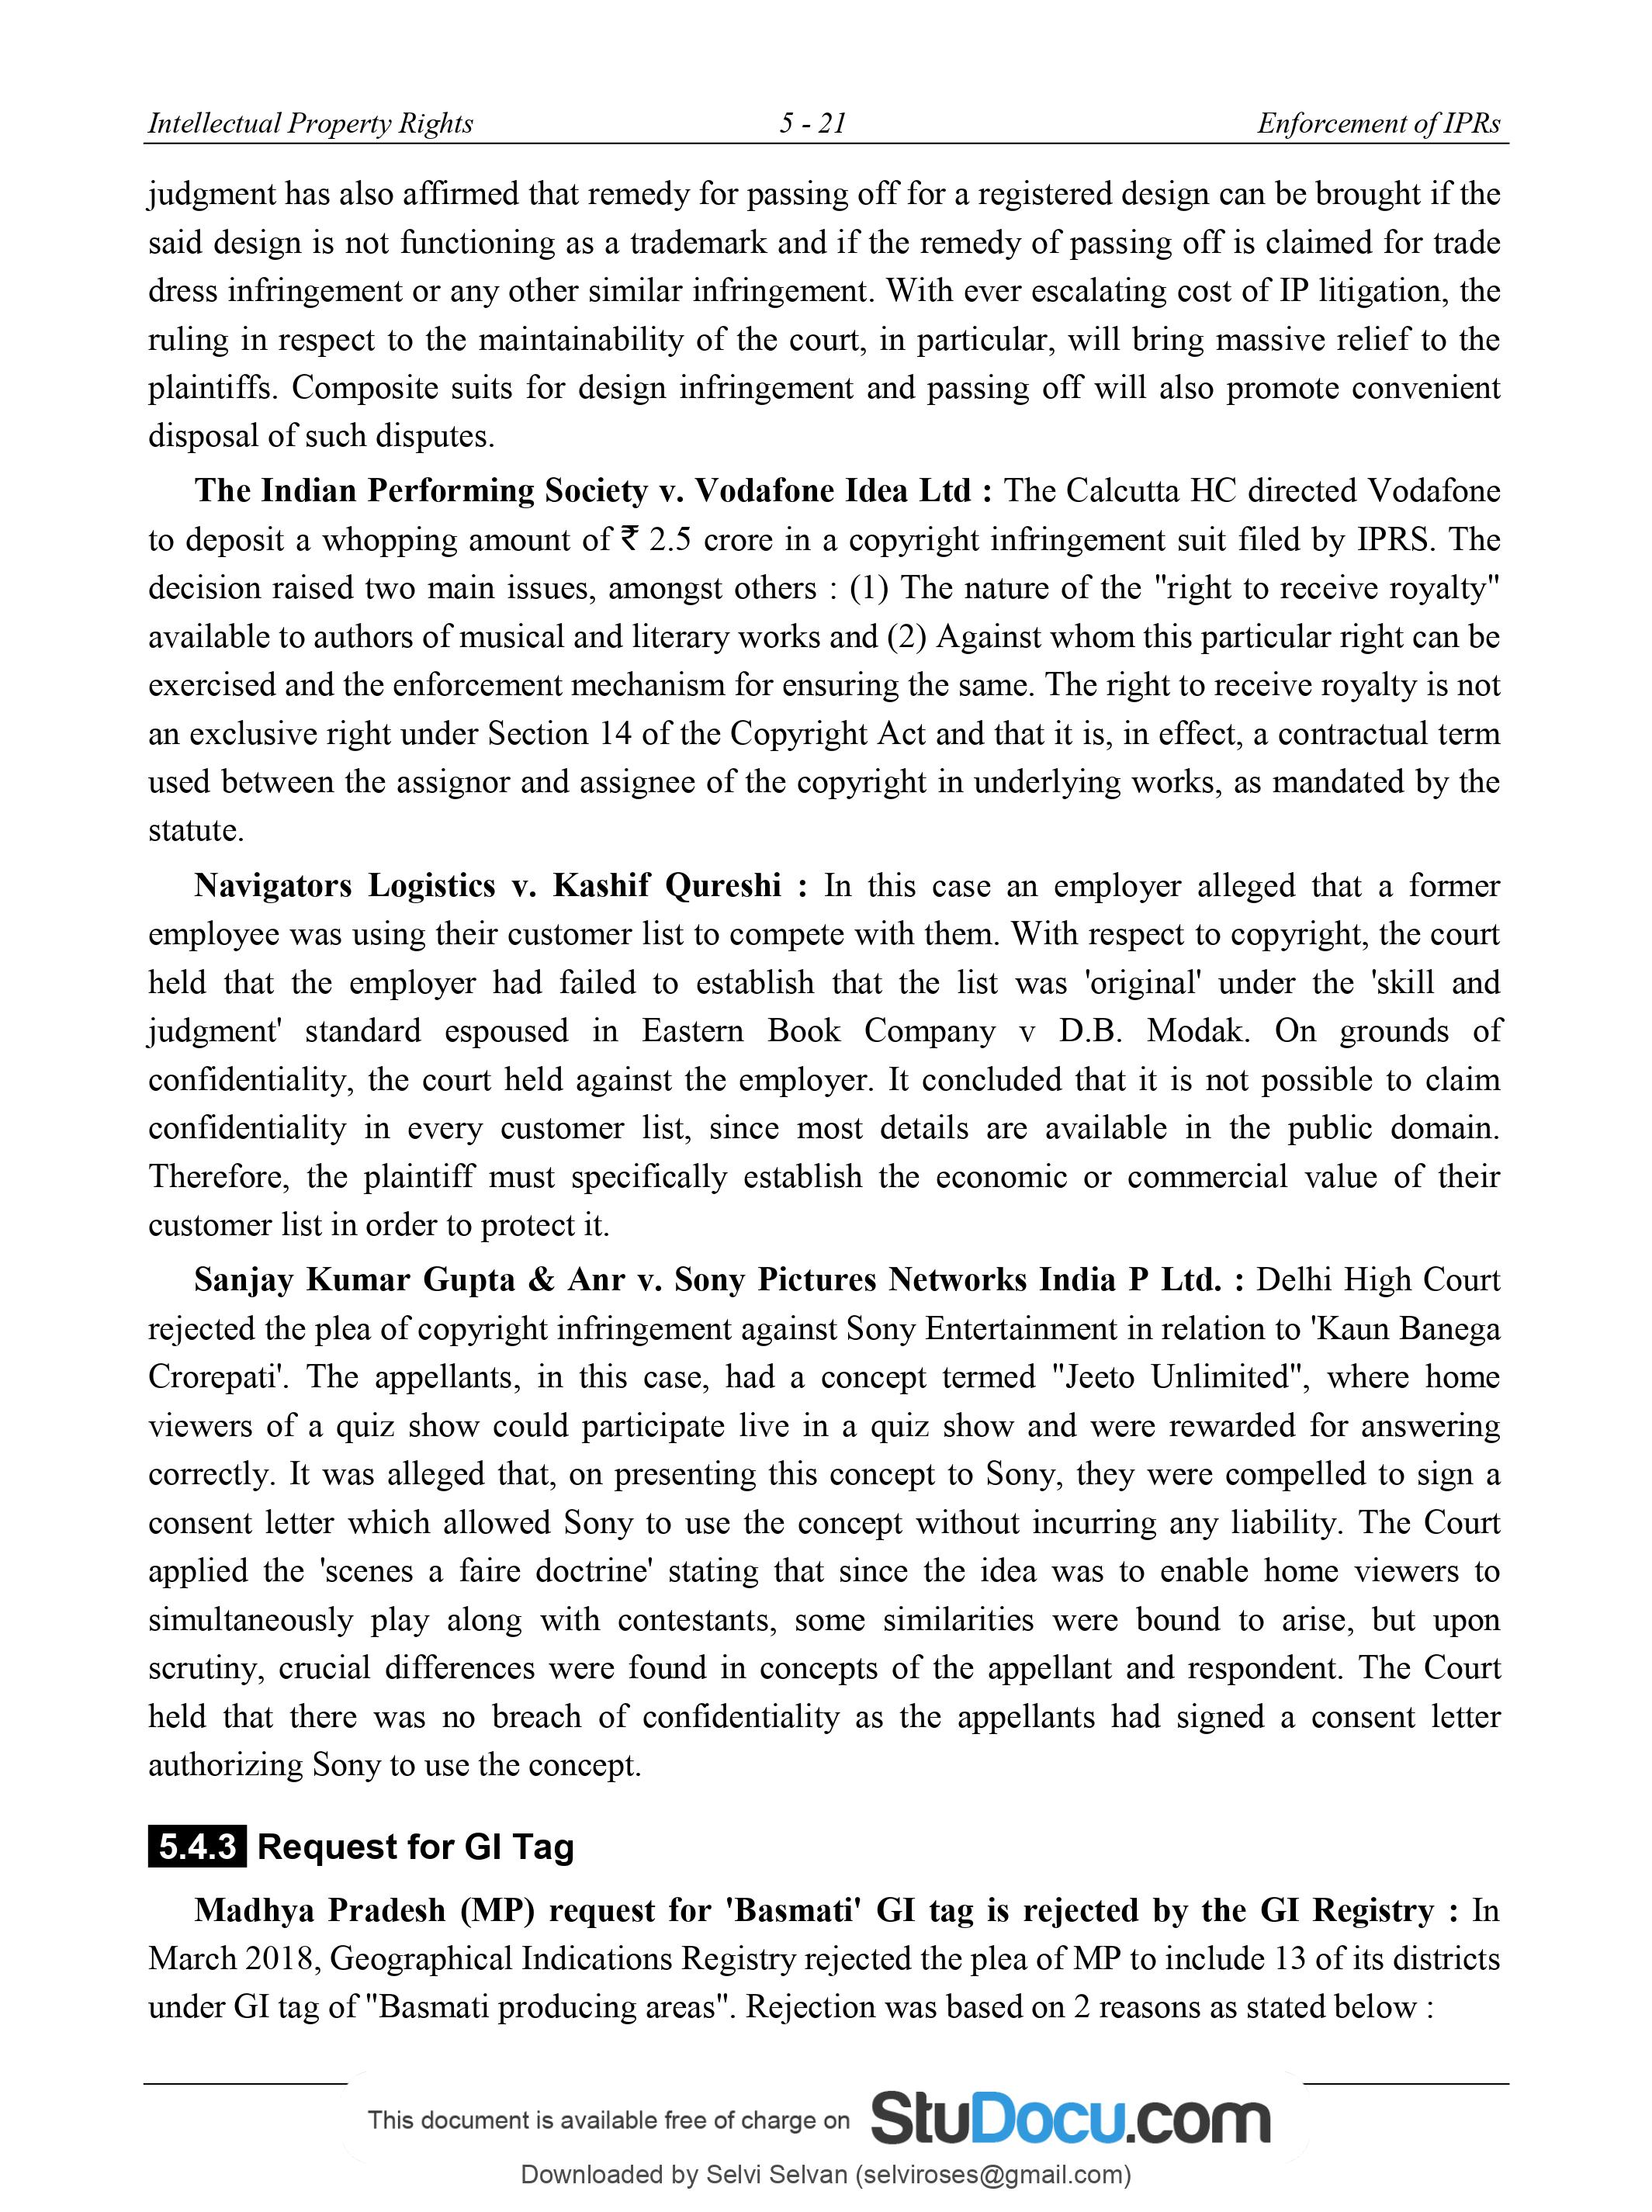 Intellectual Property Rights 5 - 21 Enforcement of IPRs
judgment has also affirmed that remedy for passing off for a registered design can be brought if the
said design is not functioning as a trademark and if the remedy of passing off is claimed for trade
dress infringement or any other similar infringement. With ever escalating cost of IP litigation, the
ruling in respect to the maintainability of the court, in particular, will bring massive relief to the
plaintiffs. Composite suits for design infringement and passing off will also promote convenient
disposal of such disputes.
The Indian Performing Society v. Vodafone Idea Ltd : The Calcutta HC directed Vodafone
to deposit a whopping amount of ₹ 2.5 crore in a copyright infringement suit filed by IPRS. The
decision raised two main issues, amongst others : (1) The nature of the "right to receive royalty"
available to authors of musical and literary works and (2) Against whom this particular right can be
exercised and the enforcement mechanism for ensuring the same. The right to receive royalty is not
an exclusive right under Section 14 of the Copyright Act and that it is, in effect, a contractual term
used between the assignor and assignee of the copyright in underlying works, as mandated by the
statute.
Navigators Logistics v. Kashif Qureshi : In this case an employer alleged that a former
employee was using their customer list to compete with them. With respect to copyright, the court
held that the employer had failed to establish that the list was 'original' under the 'skill and
judgment' standard espoused in Eastern Book Company v D.B. Modak. On grounds of
confidentiality, the court held against the employer. It concluded that it is not possible to claim
confidentiality in every customer list, since most details are available in the public domain.
Therefore, the plaintiff must specifically establish the economic or commercial value of their
customer list in order to protect it.
Sanjay Kumar Gupta & Anr v. Sony Pictures Networks India P Ltd. : Delhi High Court
rejected the plea of copyright infringement against Sony Entertainment in relation to 'Kaun Banega
Crorepati'. The appellants, in this case, had a concept termed "Jeeto Unlimited", where home
viewers of a quiz show could participate live in a quiz show and were rewarded for answering
correctly. It was alleged that, on presenting this concept to Sony, they were compelled to sign a
consent letter which allowed Sony to use the concept without incurring any liability. The Court
applied the 'scenes a faire doctrine' stating that since the idea was to enable home viewers to
simultaneously play along with contestants, some similarities were bound to arise, but upon
scrutiny, crucial differences were found in concepts of the appellant and respondent. The Court
held that there was no breach of confidentiality as the appellants had signed a consent letter
authorizing Sony to use the concept.
5.4.3 Request for GI Tag
Madhya Pradesh (MP) request for 'Basmati' GI tag is rejected by the GI Registry : In
March 2018, Geographical Indications Registry rejected the plea of MP to include 13 of its districts
under GI tag of "Basmati producing areas". Rejection was based on 2 reasons as stated below :
This document is available free of charge on StuDocu.com
Downloaded by Selvi Selvan (selviroses@gmail.com)